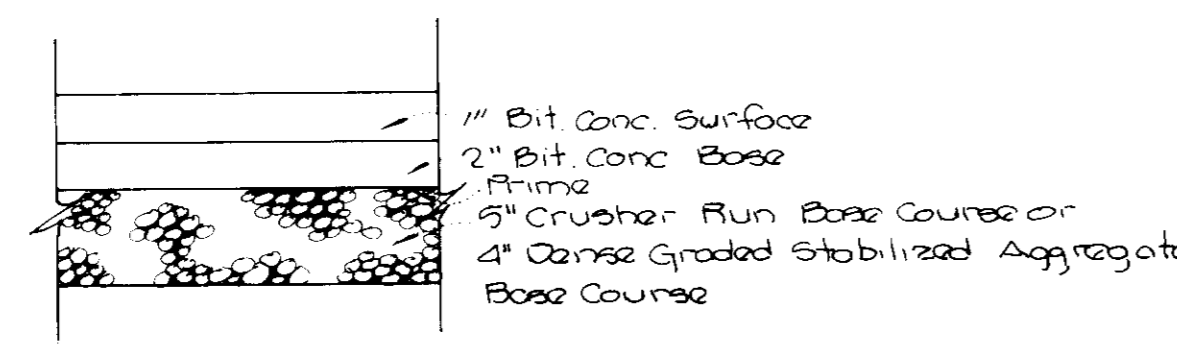 1" Bit. Conc. Surface
2" Bit. Conc Base
Prime
5" Crusher Run Base Course or
4" Dense Graded Stabilized Aggregate
Base Course